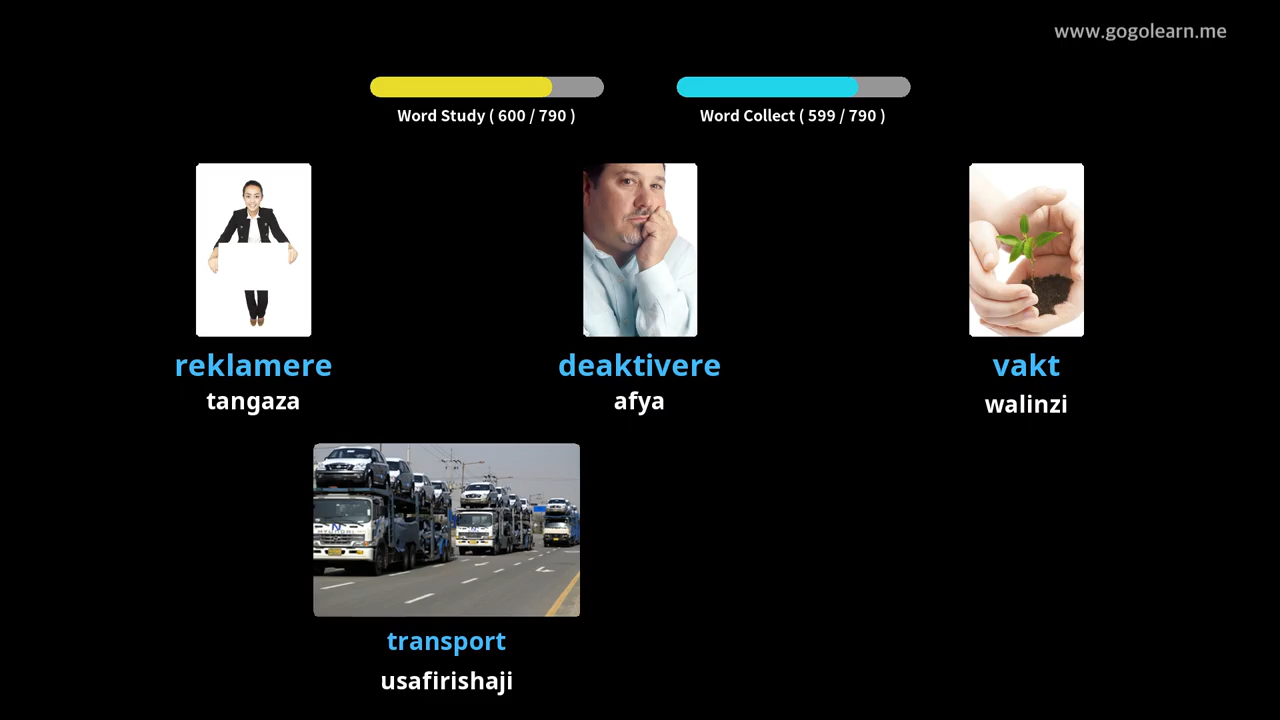 www.gogolearn.me
Word Study ( 600 / 790 )
Word Collect ( 599 / 790 )
reklamere
tangaza
deaktivere
afya
vakt
walinzi
transport
usafirishaji